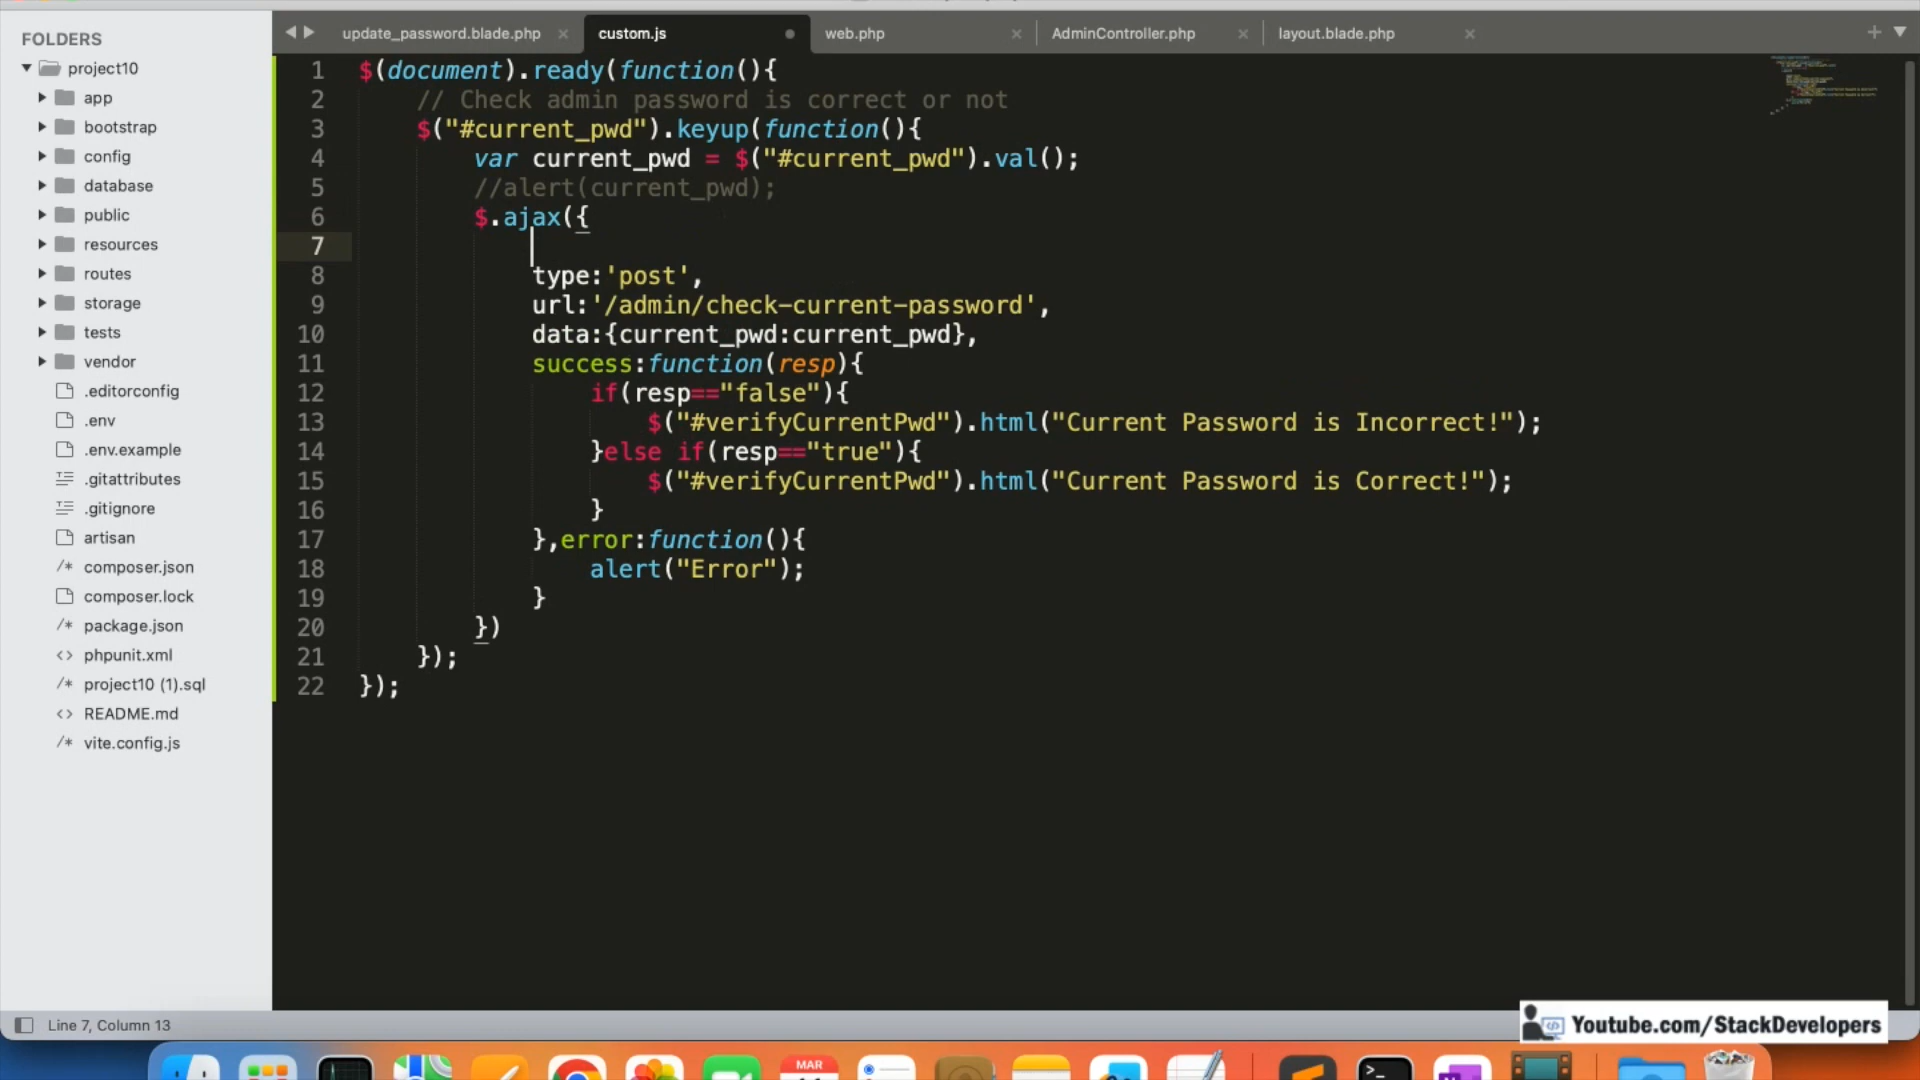 FOLDERS
project10
app
bootstrap
config
database
public
resources
routes
storage
tests
vendor
.editorconfig
.env
.env.example
.gitattributes
.gitignore
artisan
/* composer.json
composer.lock
/* package.json
<> phpunit.xml
/* project10 (1).sql
<> README.md
/* vite.config.js
update_password.blade.php ×
custom.js
web.php ×
AdminController.php ×
layout.blade.php ×
1 $(document).ready(function(){
2 // Check admin password is correct or not
3 $("#current_pwd").keyup(function(){
4 var current_pwd = $("#current_pwd").val();
5 //alert(current_pwd);
6 $.ajax({
7
8 type:'post',
9 url:'/admin/check-current-password',
10 data:{current_pwd:current_pwd},
11 success:function(resp){
12 if(resp=="false"){
13 $("#verifyCurrentPwd").html("Current Password is Incorrect!");
14 }else if(resp=="true"){
15 $("#verifyCurrentPwd").html("Current Password is Correct!");
16 }
17 },error:function(){
18 alert("Error");
19 }
20 })
21 });
22 });
Line 7, Column 13
Youtube.com/StackDevelopers
MAR